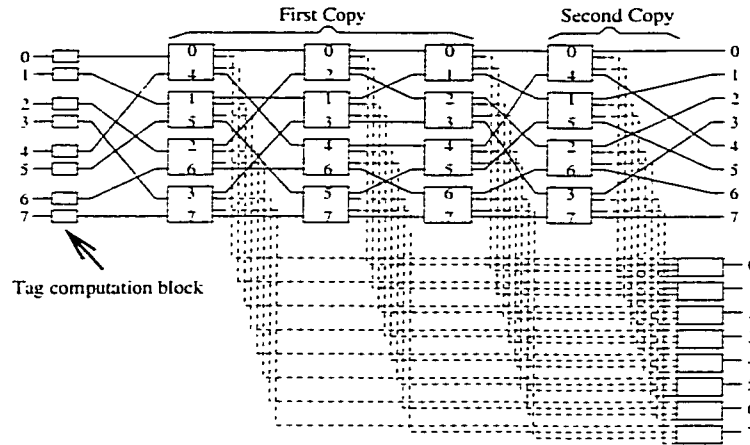 First Copy
Second Copy
0 0 0 0 0 0
1 4 2 1 4 1
2 1 1 2 1 2
3 5 3 3 5 3
4 2 4 4 2 4
5 6 6 5 6 5
6 3 5 6 3 6
7 7 7 7 7 7
Tag computation block